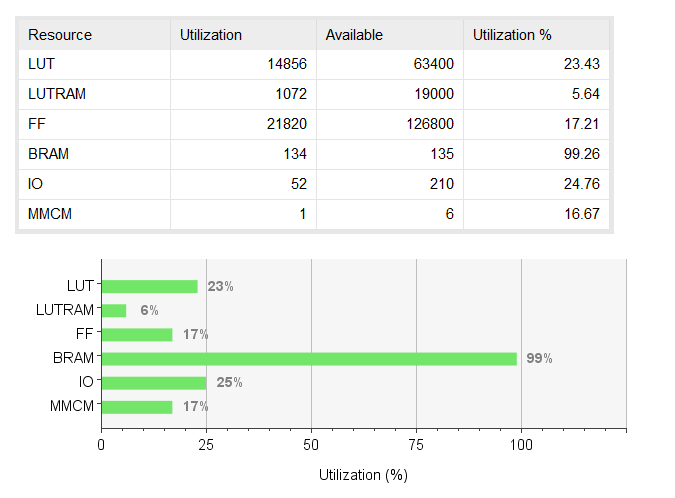 Resource Utilization Available Utilization %
LUT 14856 63400 23.43
LUTRAM 1072 19000 5.64
FF 21820 126800 17.21
BRAM 134 135 99.26
IO 52 210 24.76
MMCM 1 6 16.67
LUT 23%
LUTRAM 6%
FF 17%
BRAM 99%
IO 25%
MMCM 17%
0 25 50 75 100
Utilization (%)